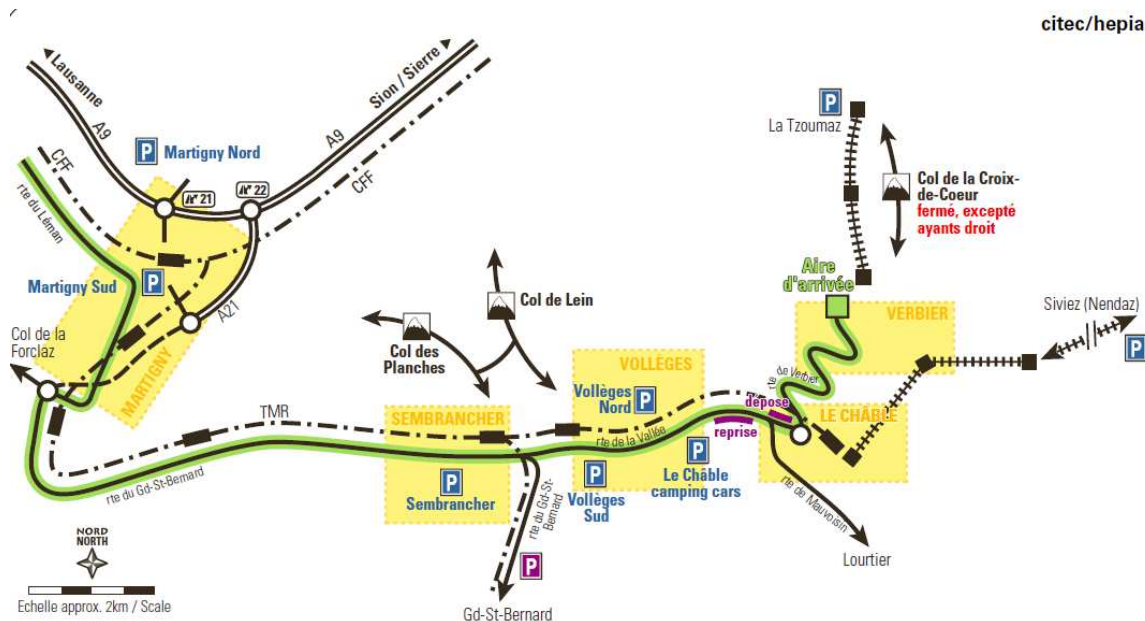 citec/hepia
Lausanne
A9
Sion / Sierre
A9
CFF
CFF
Martigny Nord
21
22
rte du Léman
Martigny Sud
A21
Col de la
Forclaz
MARTIGNY
La Tzoumaz
Col de la Croix-
de-Coeur
fermé, excepté
ayants droit
Aire
d'arrivée
VERBIER
Siviez (Nendaz)
Col de Lein
Col des
Planches
VOLLÈGES
Vollèges
Nord
rte de Verbier
dépose
LE CHÂBLE
reprise
TMR
SEMBRANCHER
rte de la Vallée
rte du Gd-St-Bernard
Sembrancher
rte du Gd-St-
Bernard
Vollèges
Sud
Le Châble
camping cars
rte de Mauvoisin
Lourtier
Gd-St-Bernard
NORD
NORTH
Echelle approx. 2km / Scale
P
P
P
P
P
P
P
P
P